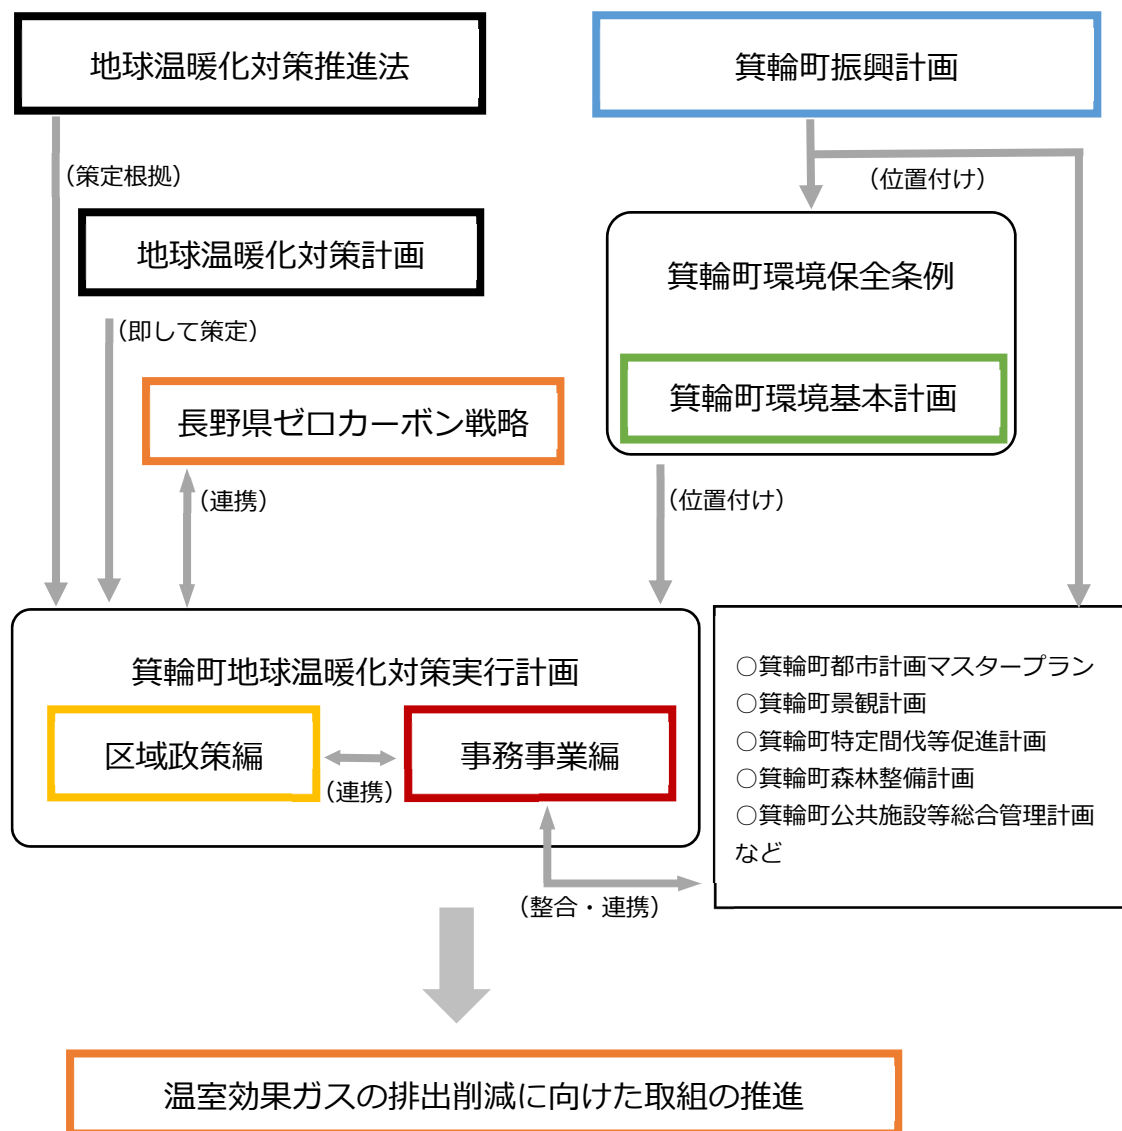 地球温暖化対策推進法
箕輪町振興計画
（策定根拠）
（位置付け）
地球温暖化対策計画
箕輪町環境保全条例
（即して策定）
箕輪町環境基本計画
長野県ゼロカーボン戦略
（連携）
（位置付け）
箕輪町地球温暖化対策実行計画
区域政策編
事務事業編
（連携）
○箕輪町都市計画マスタープラン
○箕輪町景観計画
○箕輪町特定間伐等促進計画
○箕輪町森林整備計画
○箕輪町公共施設等総合管理計画
など
（整合・連携）
温室効果ガスの排出削減に向けた取組の推進